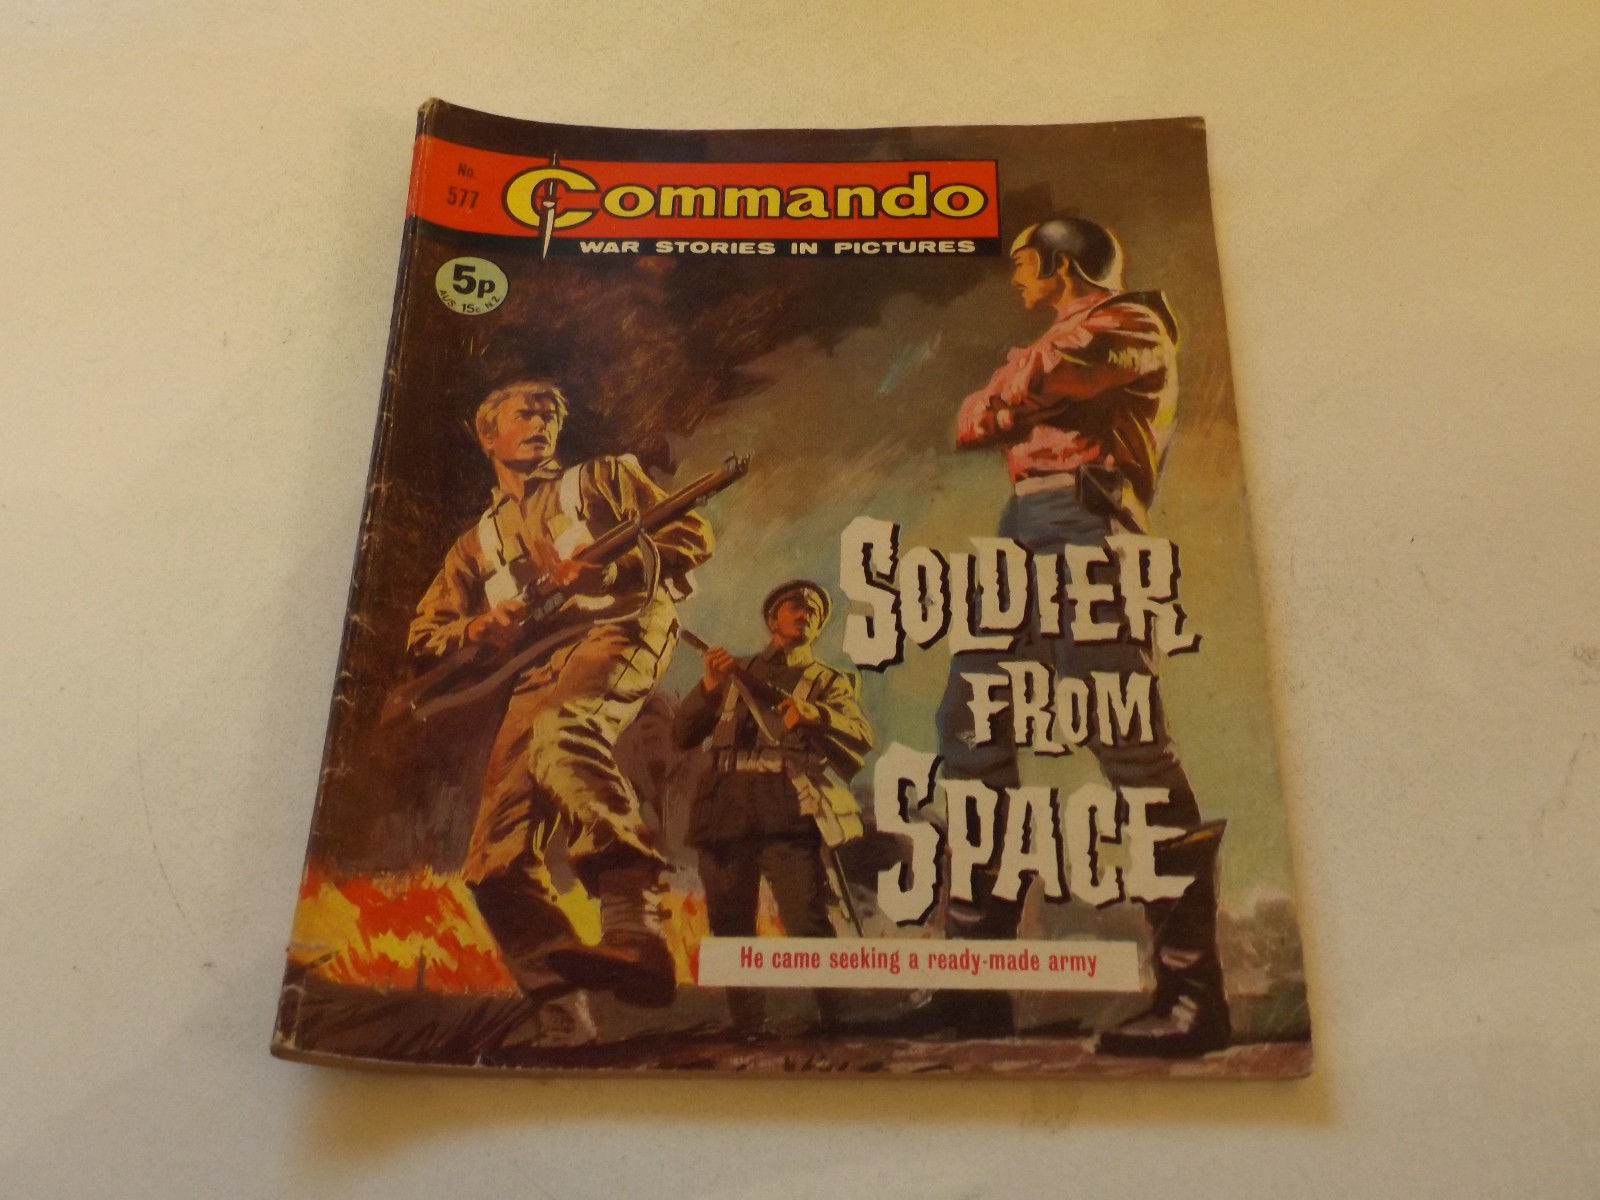 No.
577
Commando
WAR STORIES IN PICTURES
5p
AUS. 15c N.Z
SOLDIER
FROM
SPACE
He came seeking a ready-made army